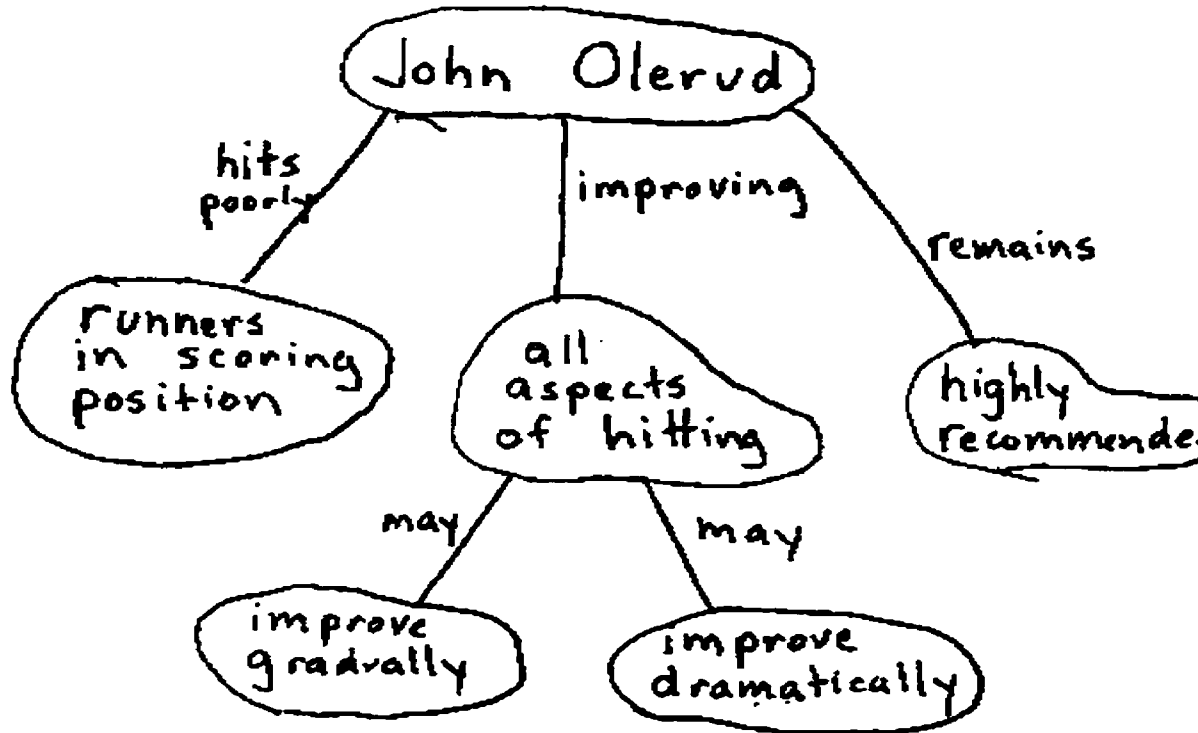 John Olerud
hits
poorly
improving
remains
runners
in scoring
position
all
aspects
of hitting
highly
recommende
may
may
improve
gradually
improve
dramatically